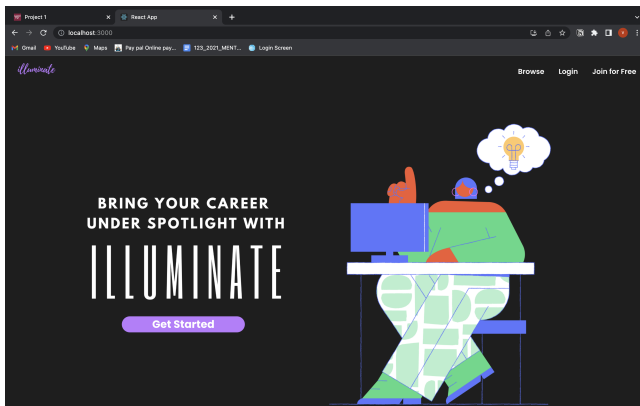 Project 1
React App
localhost:3000
Gmail
YouTube
Maps
Pay pal Online pay...
123_2021_MENT...
Login Screen
illuminate
Browse
Login
Join for Free
BRING YOUR CAREER
UNDER SPOTLIGHT WITH
ILLUMINATE
Get Started